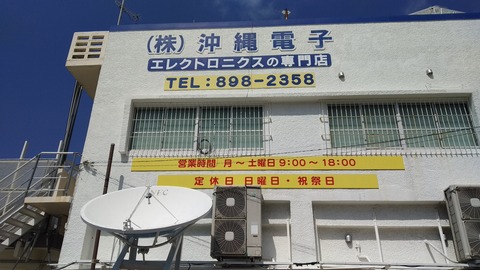 (株)沖縄電子
エレクトロニクスの専門店
TEL:898-2358
営業時間 月～土曜日9:00～18:00
定休日 日曜日・祝祭日